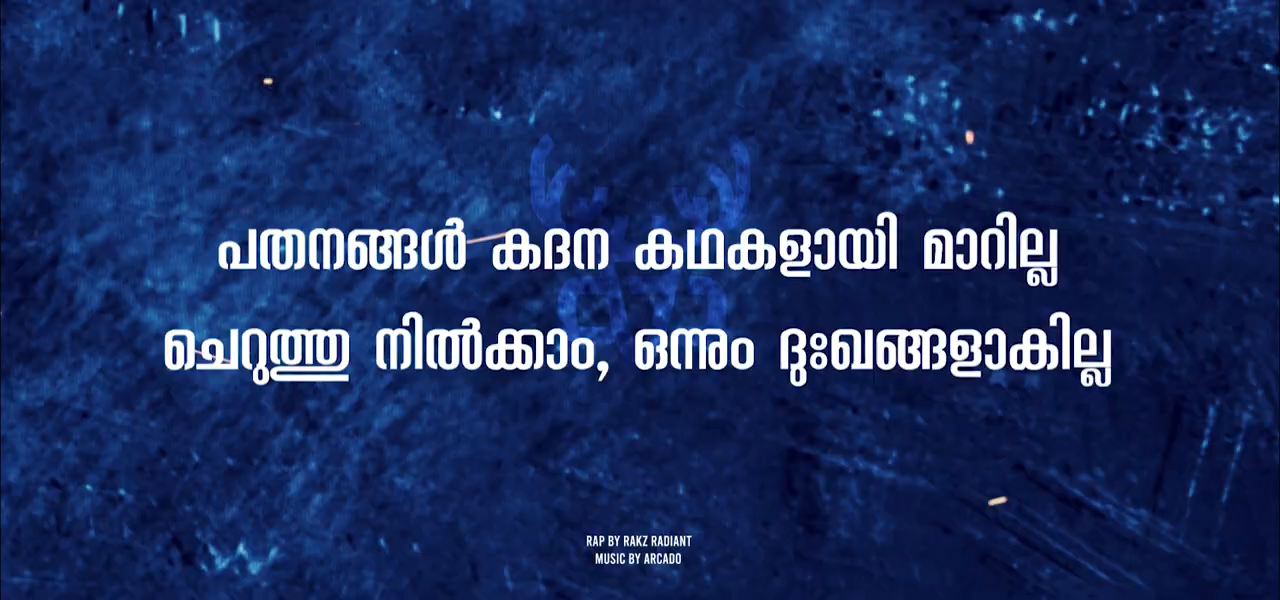 പതനങ്ങൾ കദന കഥകളായി മാറില്ല
ചെറുത്തു നിൽക്കാം, ഒന്നും ദുഃഖങ്ങളാകില്ല
RAP BY RAKZ RADIANT
MUSIC BY ARCADO